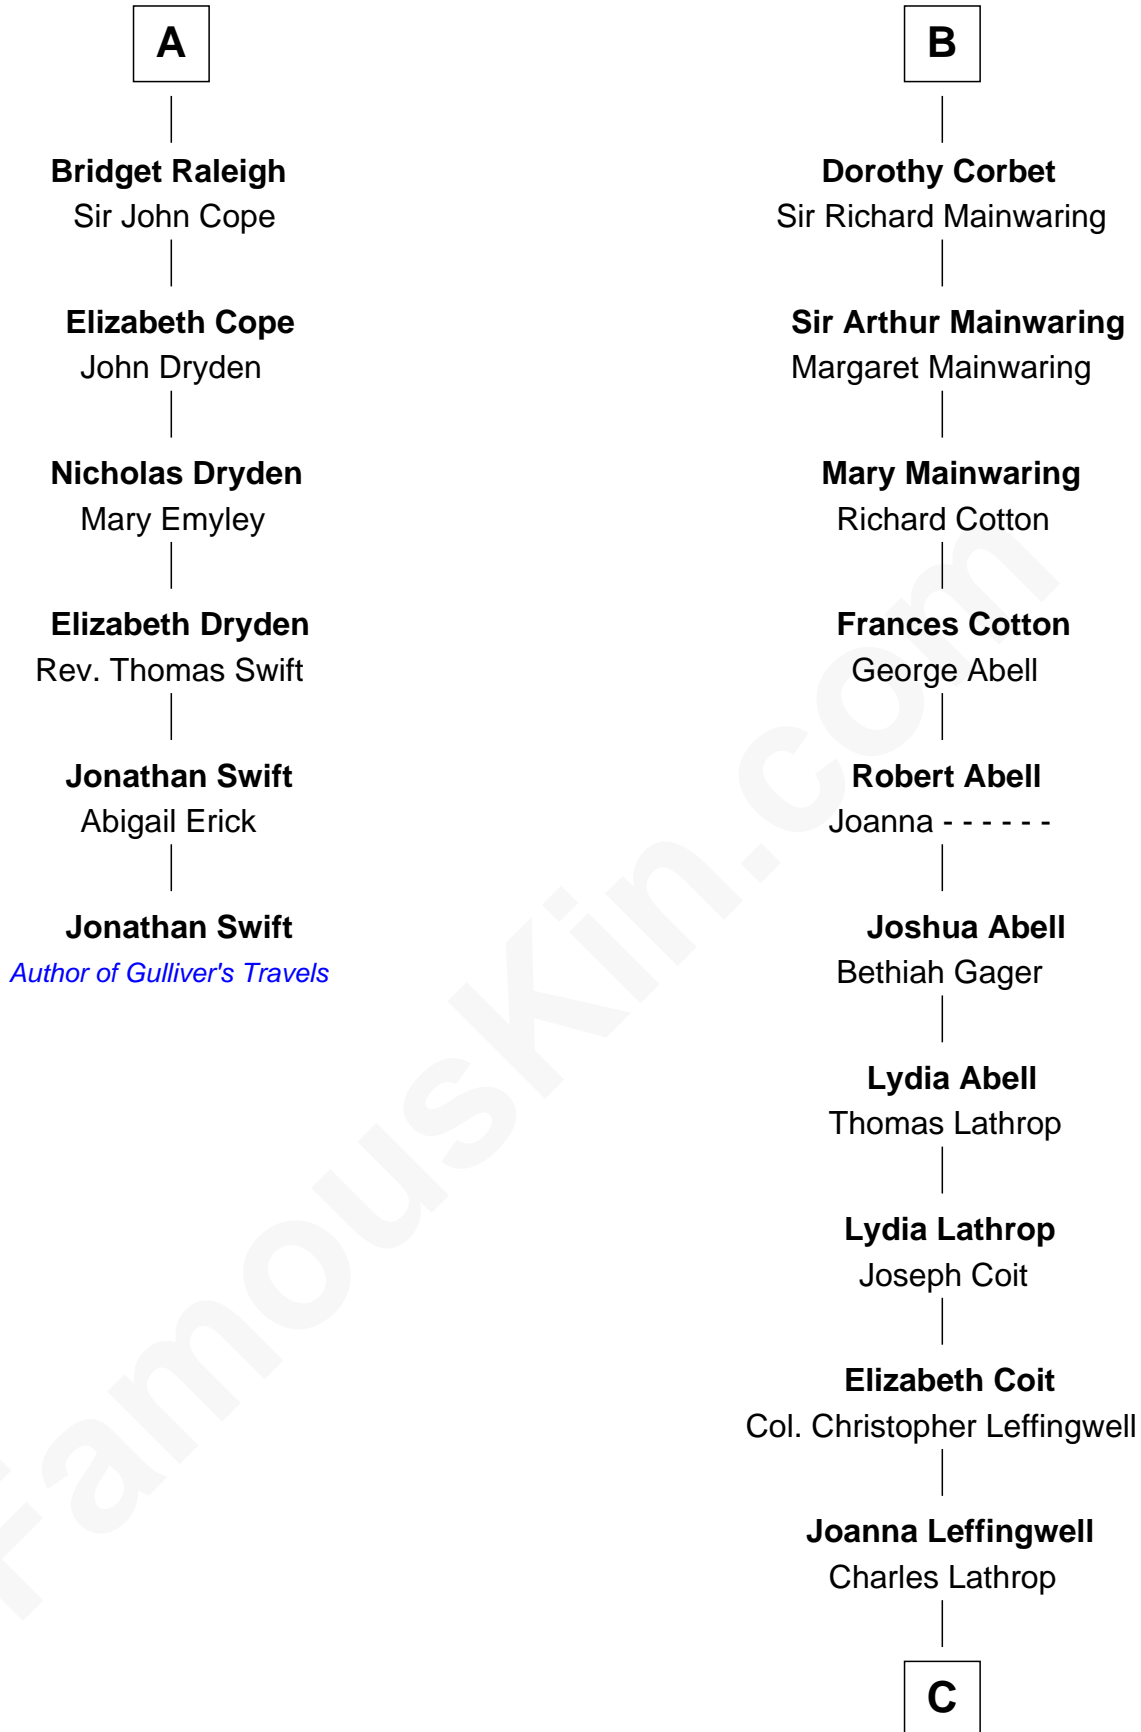 A
Bridget Raleigh
Sir John Cope
Elizabeth Cope
John Dryden
Nicholas Dryden
Mary Emyley
Elizabeth Dryden
Rev. Thomas Swift
Jonathan Swift
Abigail Erick
Jonathan Swift
Author of Gulliver's Travels
B
Dorothy Corbet
Sir Richard Mainwaring
Sir Arthur Mainwaring
Margaret Mainwaring
Mary Mainwaring
Richard Cotton
Frances Cotton
George Abell
Robert Abell
Joanna - - - - - -
Joshua Abell
Bethiah Gager
Lydia Abell
Thomas Lathrop
Lydia Lathrop
Joseph Coit
Elizabeth Coit
Col. Christopher Leffingwell
Joanna Leffingwell
Charles Lathrop
C
FamousKin.com